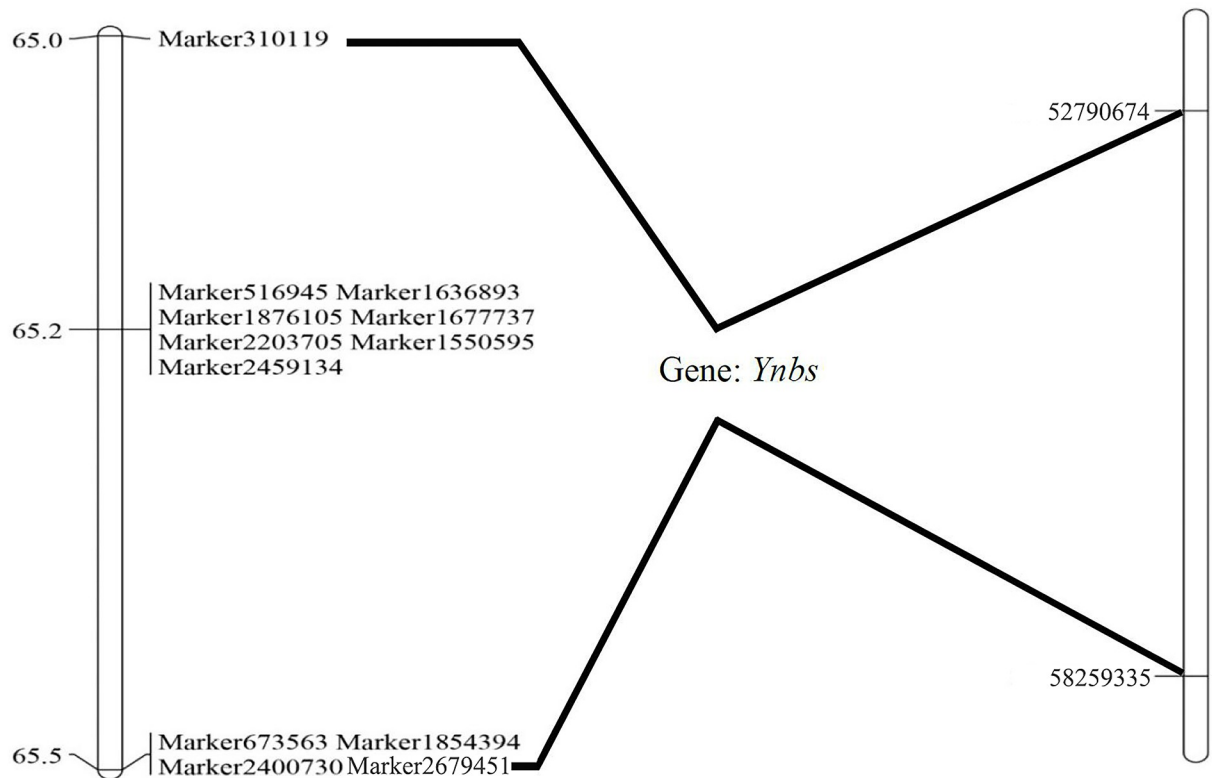 65.0 Marker310119
52790674
Marker516945 Marker1636893
Marker1876105 Marker1677737
65.2
Marker2203705 Marker1550595
Marker2459134
Gene: Ynbs
58259335
Marker673563 Marker1854394
65.5
Marker2400730 Marker2679451